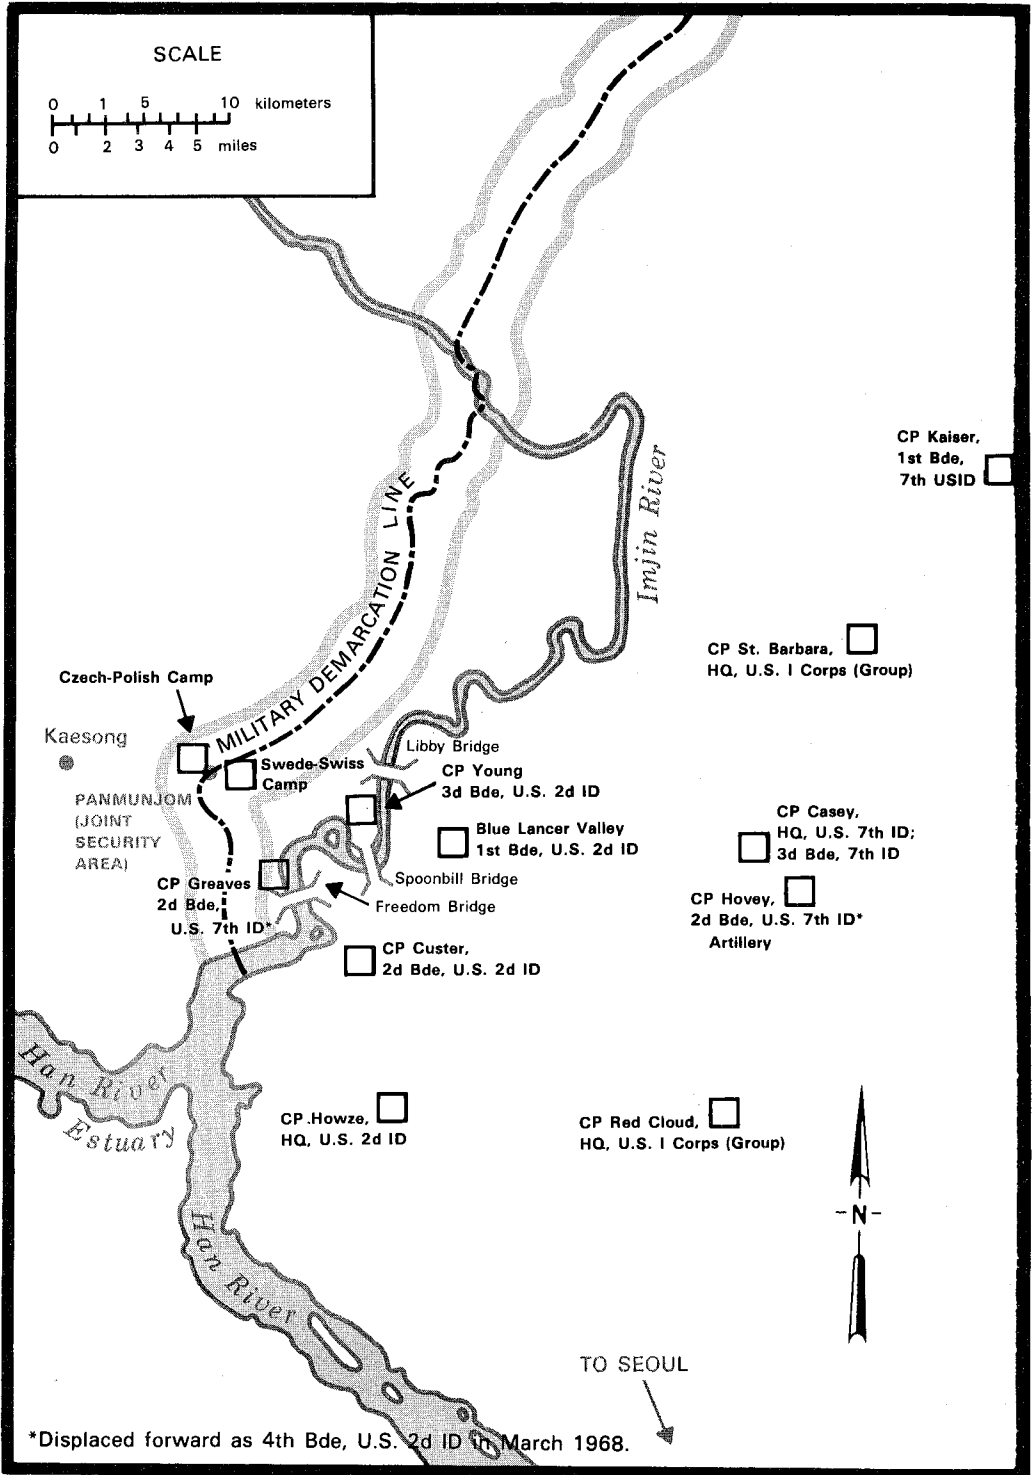 SCALE
0 1 5 10 kilometers
0 2 3 4 5 miles
CP Kaiser,
1st Bde,
7th USID
Imjin River
MILITARY DEMARCATION LINE
CP St. Barbara,
HQ, U.S. I Corps (Group)
Czech-Polish Camp
Kaesong
Swede-Swiss
Camp
PANMUNJOM
(JOINT
SECURITY
AREA)
Libby Bridge
CP Young
3d Bde, U.S. 2d ID
Blue Lancer Valley
1st Bde, U.S. 2d ID
CP Casey,
HQ, U.S. 7th ID;
3d Bde, 7th ID
CP Greaves
2d Bde,
U.S. 7th ID*
Spoonbill Bridge
Freedom Bridge
CP Hovey,
2d Bde, U.S. 7th ID*
Artillery
CP Custer,
2d Bde, U.S. 2d ID
Han River
Estuary
CP.Howze,
HQ, U.S. 2d ID
CP Red Cloud,
HQ, U.S. I Corps (Group)
-N-
Han River
TO SEOUL
*Displaced forward as 4th Bde, U.S. 2d ID in March 1968.